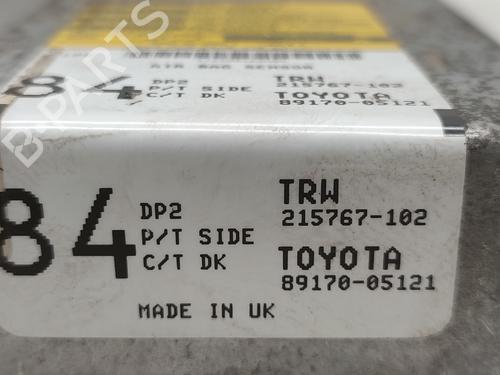 AIR BAG SENSOR
84 DP2 TRW
P/T SIDE 215767-102
C/T DK TOYOTA
89170-05121
84 DP2 TRW
P/T SIDE 215767-102
C/T DK TOYOTA
89170-05121
MADE IN UK
B-PARTS